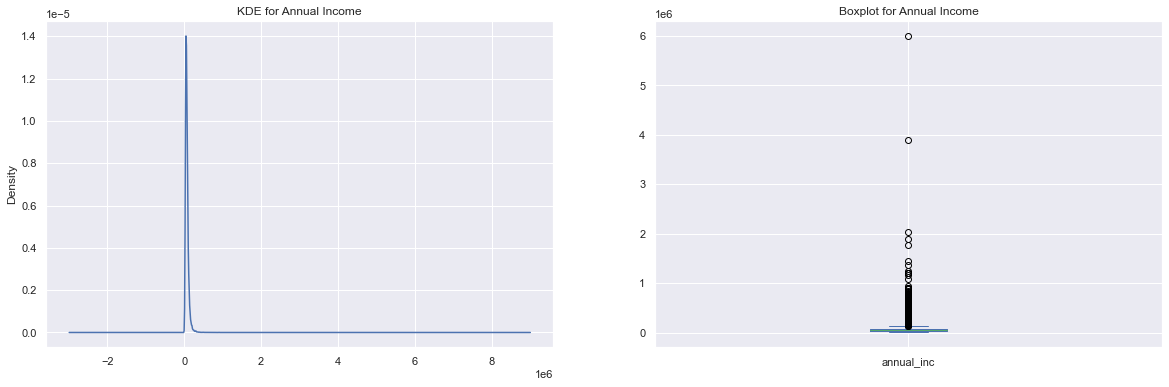 KDE for Annual Income
1e−5
1.4
1.2
1.0
0.8
0.6
0.4
0.2
0.0
Density
−2 0 2 4 6 8
1e6
Boxplot for Annual Income
1e6
6
5
4
3
2
1
0
annual_inc